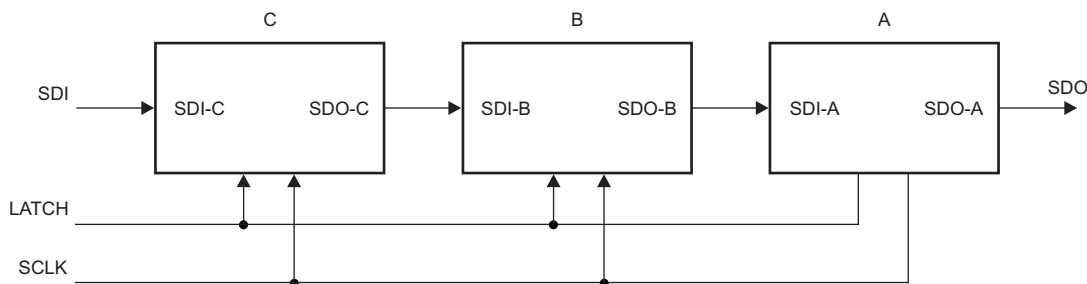 C B A
SDI SDI-C SDO-C SDI-B SDO-B SDI-A SDO-A SDO
LATCH
SCLK